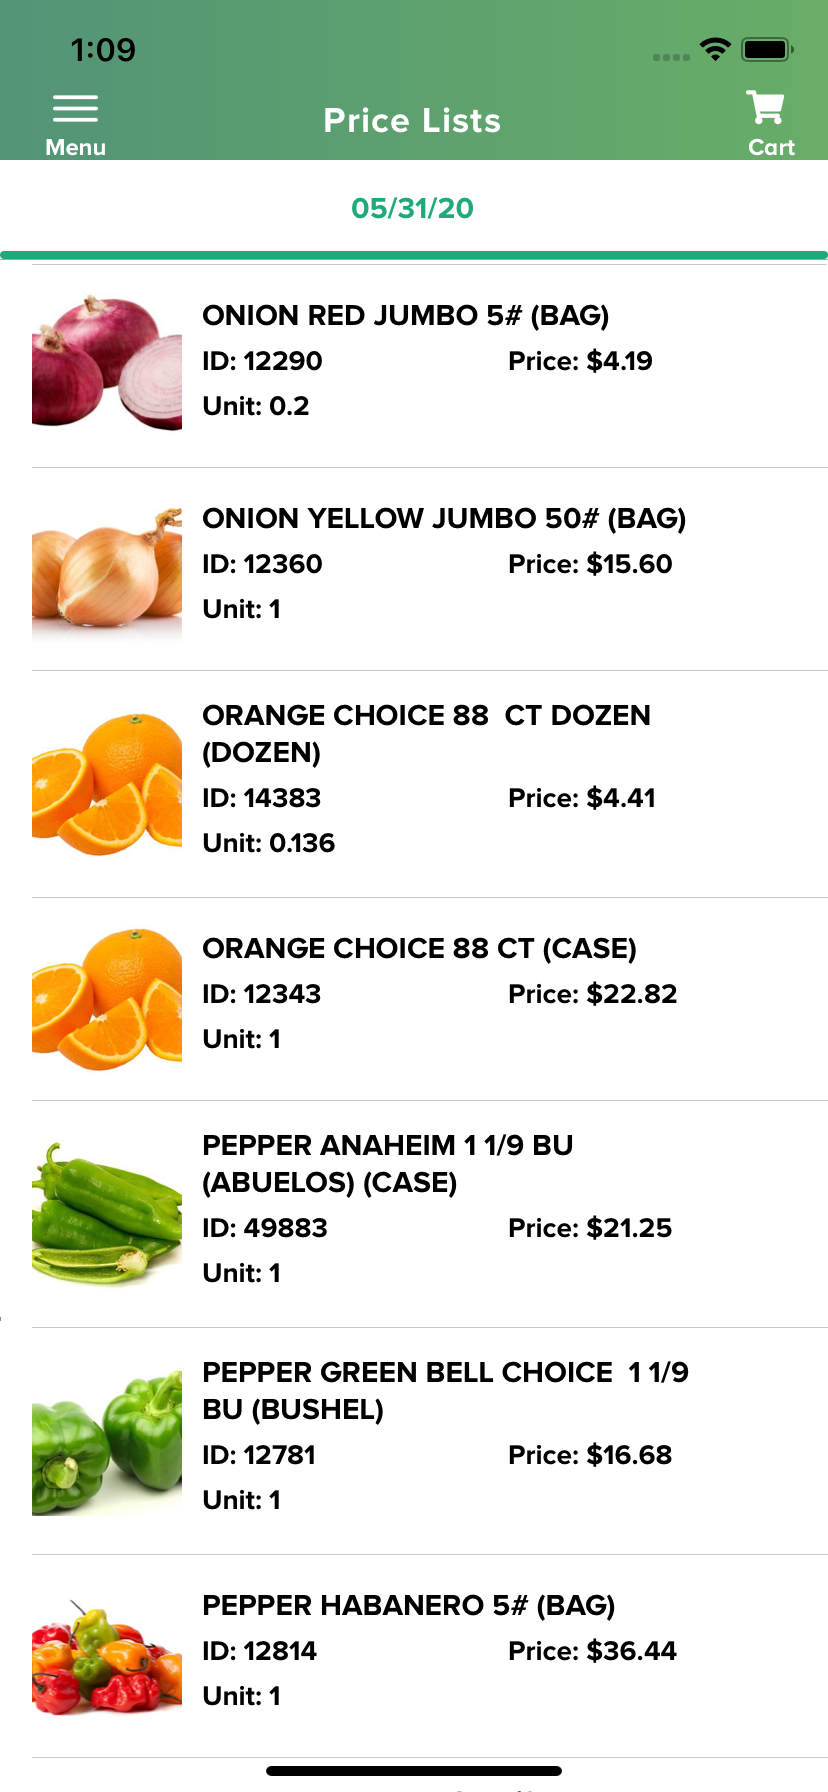 1:09
Menu
Price Lists
Cart
05/31/20
ONION RED JUMBO 5# (BAG)
ID: 12290 Price: $4.19
Unit: 0.2
ONION YELLOW JUMBO 50# (BAG)
ID: 12360 Price: $15.60
Unit: 1
ORANGE CHOICE 88  CT DOZEN
(DOZEN)
ID: 14383 Price: $4.41
Unit: 0.136
ORANGE CHOICE 88 CT (CASE)
ID: 12343 Price: $22.82
Unit: 1
PEPPER ANAHEIM 1 1/9 BU
(ABUELOS) (CASE)
ID: 49883 Price: $21.25
Unit: 1
PEPPER GREEN BELL CHOICE  1 1/9
BU (BUSHEL)
ID: 12781 Price: $16.68
Unit: 1
PEPPER HABANERO 5# (BAG)
ID: 12814 Price: $36.44
Unit: 1